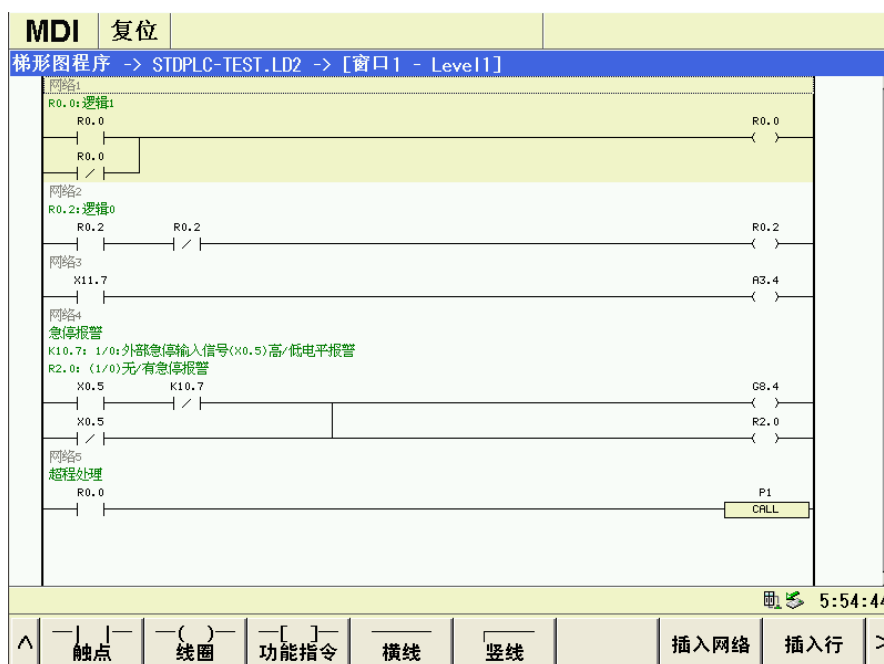 MDI 复位
梯形图程序 -> STDPLC-TEST.LD2 -> [窗口1 - Level1]
网络1
R0.0:逻辑1
R0.0 R0.0
R0.0
网络2
R0.2:逻辑0
R0.2 R0.2 R0.2
网络3
X11.7 A3.4
网络4
急停报警
K10.7: 1/0:外部急停输入信号(X0.5)高/低电平报警
R2.0: (1/0)无/有急停报警
X0.5 K10.7 G8.4
X0.5 R2.0
网络5
超程处理
R0.0 P1
CALL
5:54:44
触点 线圈 功能指令 横线 竖线 插入网络 插入行